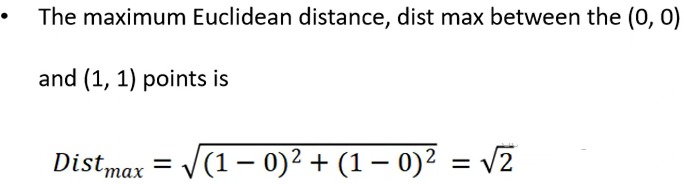 • The maximum Euclidean distance, dist max between the (0, 0)
and (1, 1) points is
Dist_max = √((1 − 0)² + (1 − 0)²) = √2